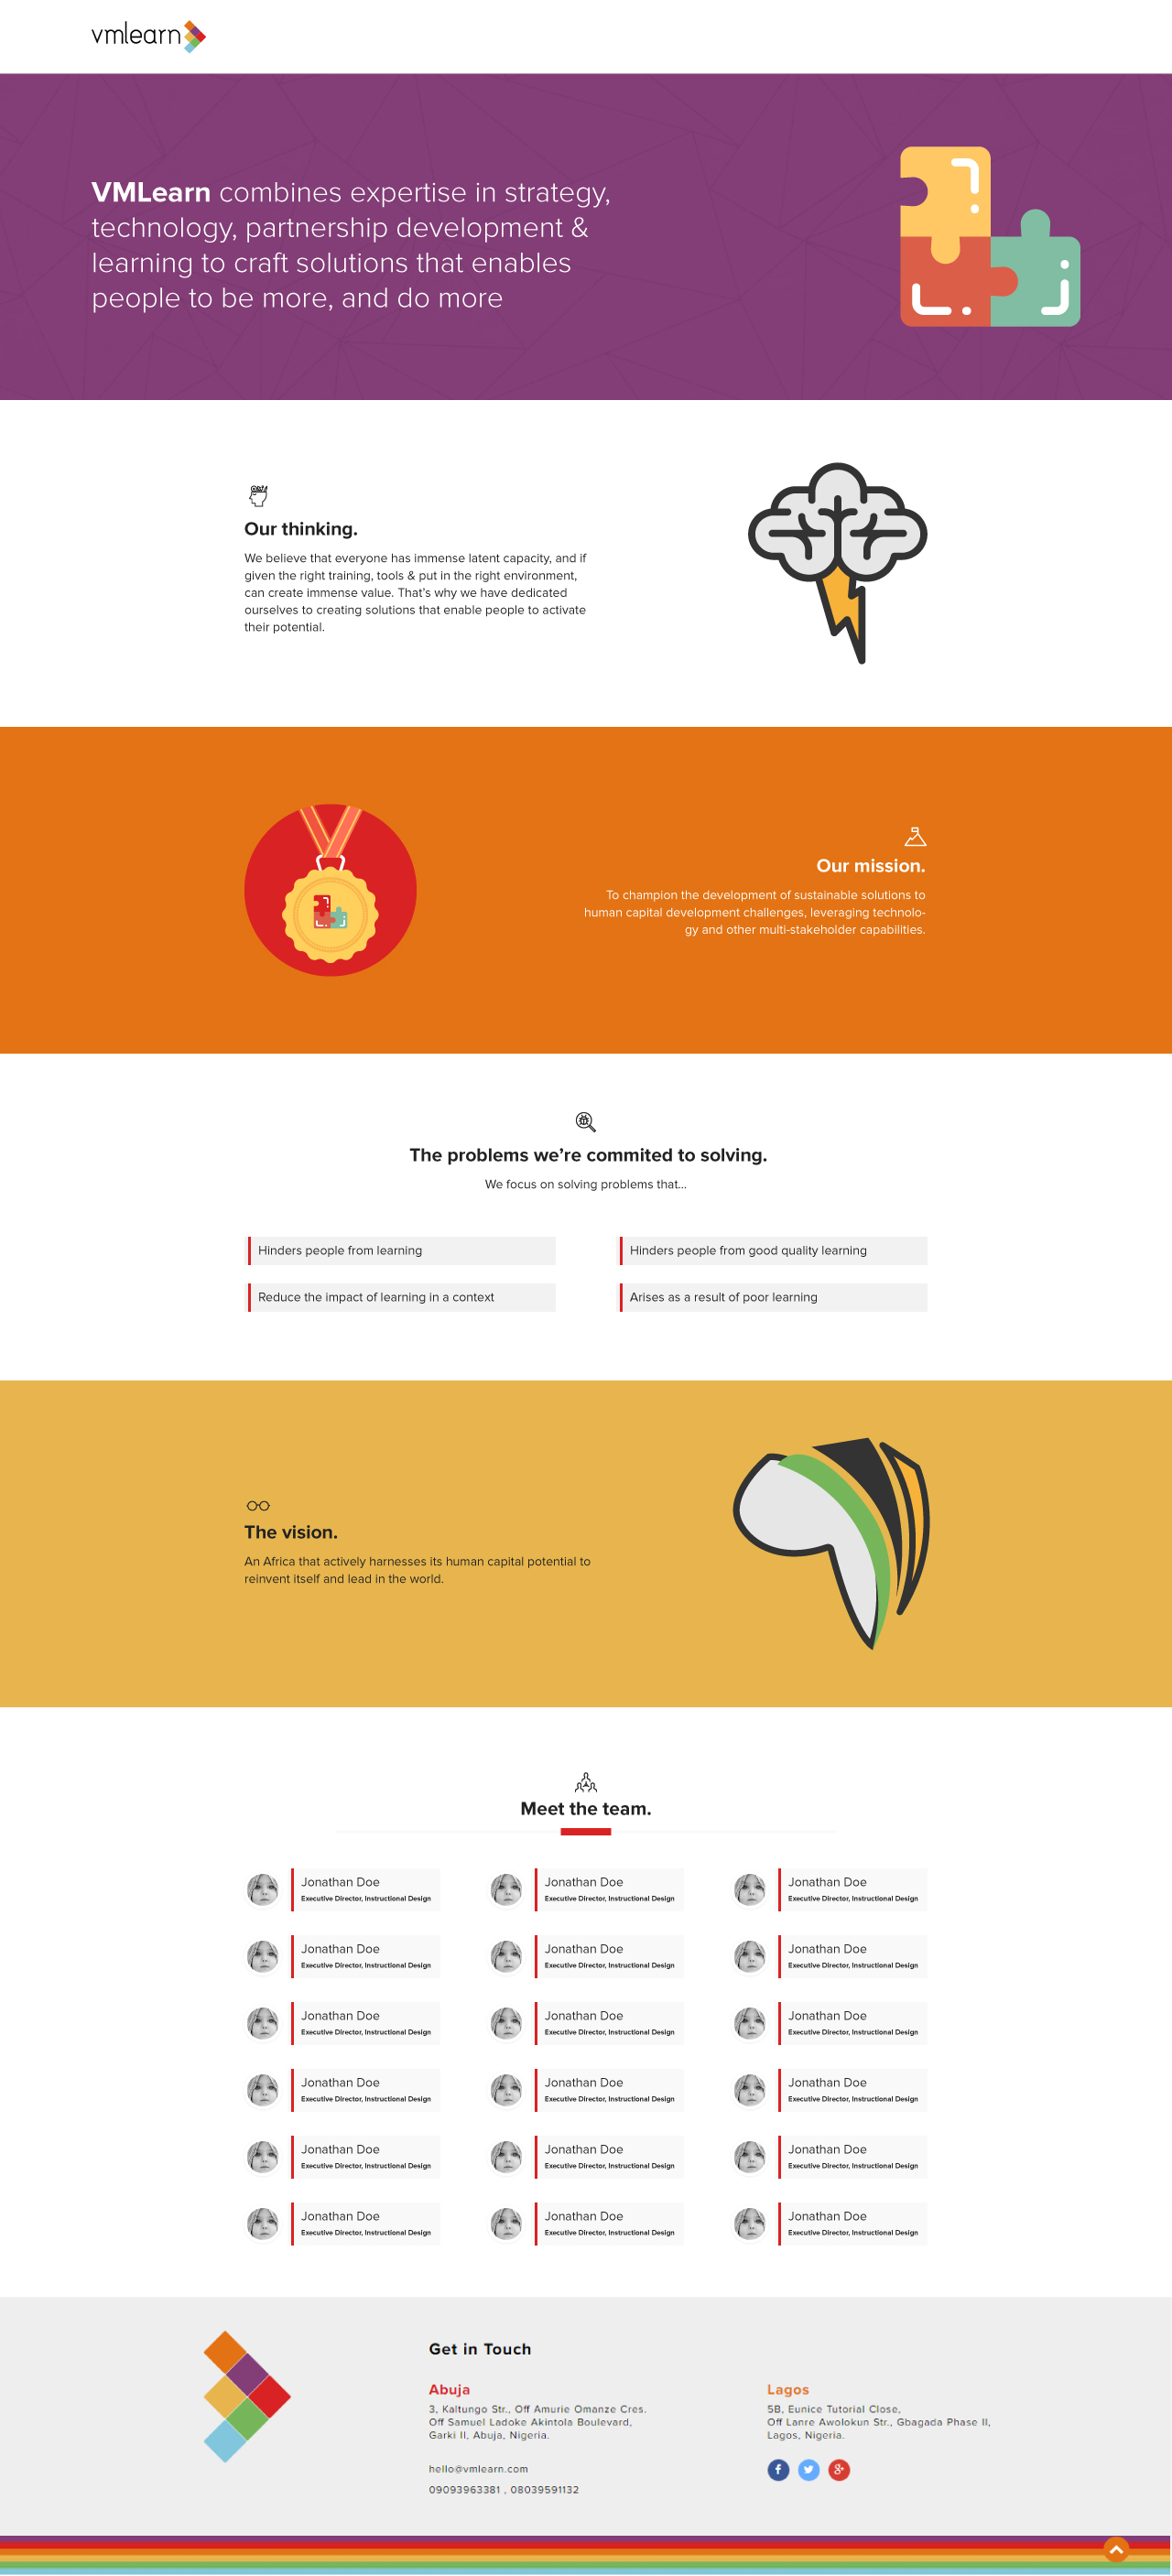 vmlearn
VMLearn combines expertise in strategy,
technology, partnership development &
learning to craft solutions that enables
people to be more, and do more
Our thinking.
We believe that everyone has immense latent capacity, and if
given the right training, tools & put in the right environment,
can create immense value. That's why we have dedicated
ourselves to creating solutions that enable people to activate
their potential.
Our mission.
To champion the development of sustainable solutions to
human capital development challenges, leveraging technolo-
gy and other multi-stakeholder capabilities.
The problems we're commited to solving.
We focus on solving problems that...
Hinders people from learning
Hinders people from good quality learning
Reduce the impact of learning in a context
Arises as a result of poor learning
The vision.
An Africa that actively harnesses its human capital potential to
reinvent itself and lead in the world.
Meet the team.
Jonathan Doe
Executive Director, Instructional Design
Jonathan Doe
Executive Director, Instructional Design
Jonathan Doe
Executive Director, Instructional Design
Jonathan Doe
Executive Director, Instructional Design
Jonathan Doe
Executive Director, Instructional Design
Jonathan Doe
Executive Director, Instructional Design
Jonathan Doe
Executive Director, Instructional Design
Jonathan Doe
Executive Director, Instructional Design
Jonathan Doe
Executive Director, Instructional Design
Jonathan Doe
Executive Director, Instructional Design
Jonathan Doe
Executive Director, Instructional Design
Jonathan Doe
Executive Director, Instructional Design
Jonathan Doe
Executive Director, Instructional Design
Jonathan Doe
Executive Director, Instructional Design
Jonathan Doe
Executive Director, Instructional Design
Jonathan Doe
Executive Director, Instructional Design
Jonathan Doe
Executive Director, Instructional Design
Jonathan Doe
Executive Director, Instructional Design
Get in Touch
Abuja
3, Kaltungo Str., Off Amurie Omanze Cres.
Off Samuel Ladoke Akintola Boulevard,
Garki II, Abuja, Nigeria.
hello@vmlearn.com
09093963381 , 08039591132
Lagos
5B, Eunice Tutorial Close,
Off Lanre Awolokun Str., Gbagada Phase II,
Lagos, Nigeria.